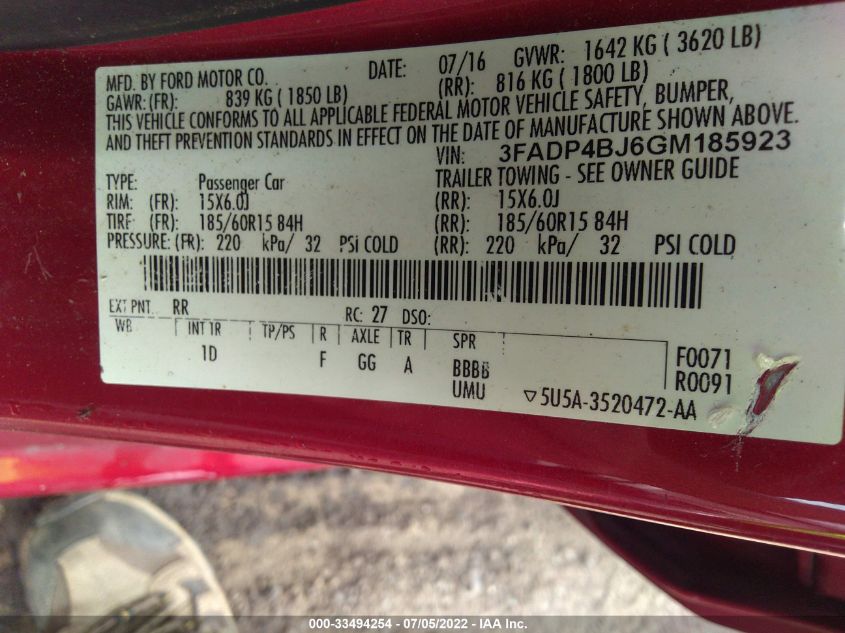 MFD. BY FORD MOTOR CO. DATE: 07/16 GVWR: 1642 KG ( 3620 LB)
GAWR: (FR): 839 KG ( 1850 LB) (RR): 816 KG ( 1800 LB)
THIS VEHICLE CONFORMS TO ALL APPLICABLE FEDERAL MOTOR VEHICLE SAFETY, BUMPER,
AND THEFT PREVENTION STANDARDS IN EFFECT ON THE DATE OF MANUFACTURE SHOWN ABOVE.
VIN: 3FADP4BJ6GM185923
TYPE: Passenger Car TRAILER TOWING - SEE OWNER GUIDE
RIM: (FR): 15X6.0J (RR): 15X6.0J
TIRE (FR): 185/60R15 84H (RR): 185/60R15 84H
PRESSURE: (FR): 220 kPa/ 32 PSI COLD (RR): 220 kPa/ 32 PSI COLD
EXT PNT: RR RC: 27 DSO:
WB INT TR TP/PS R AXLE TR SPR
1D F GG A BBBB F0071
UMU R0091
▽5U5A-3520472-AA
000-33494254 - 07/05/2022 - IAA Inc.